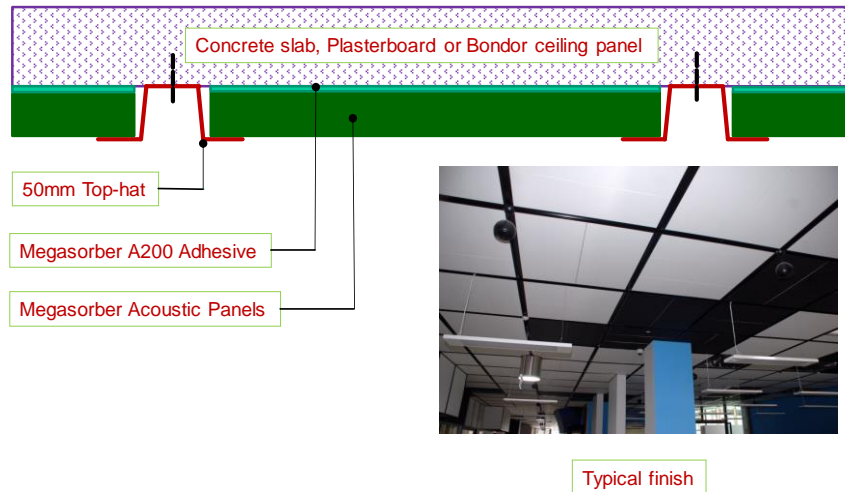 Concrete slab, Plasterboard or Bondor ceiling panel
50mm Top-hat
Megasorber A200 Adhesive
Megasorber Acoustic Panels
Typical finish